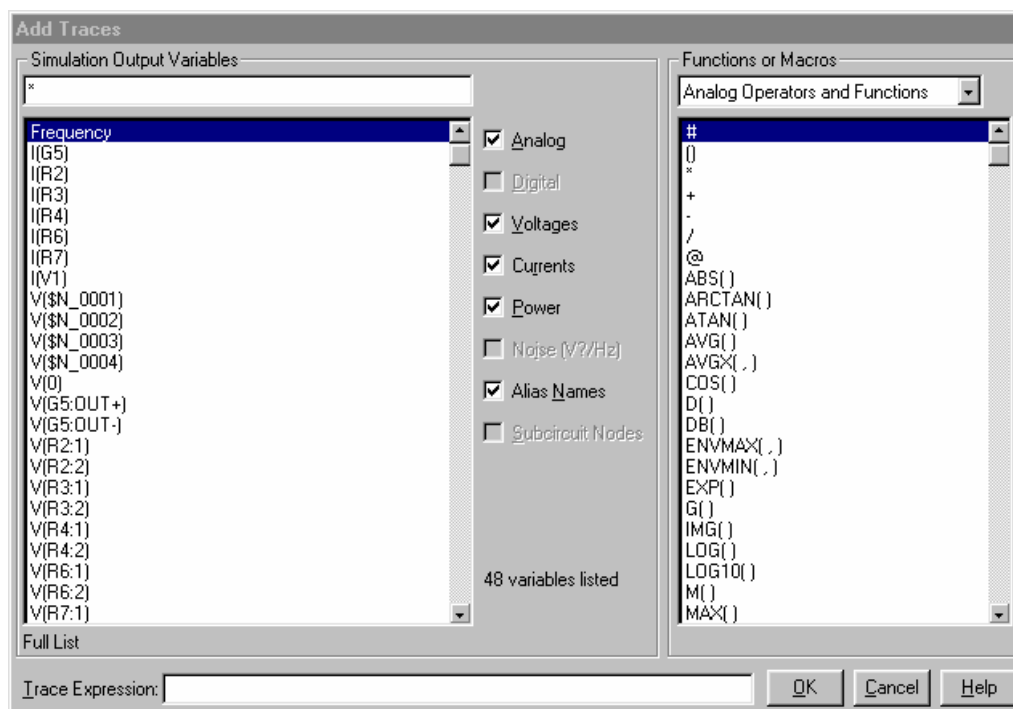 Add Traces
Simulation Output Variables
*
Frequency
I(G5)
I(R2)
I(R3)
I(R4)
I(R6)
I(R7)
I(V1)
V($N_0001)
V($N_0002)
V($N_0003)
V($N_0004)
V(0)
V(G5:OUT+)
V(G5:OUT-)
V(R2:1)
V(R2:2)
V(R3:1)
V(R3:2)
V(R4:1)
V(R4:2)
V(R6:1)
V(R6:2)
V(R7:1)
Full List
Analog
Digital
Voltages
Currents
Power
Noise (V?/Hz)
Alias Names
Subcircuit Nodes
48 variables listed
Functions or Macros
Analog Operators and Functions
#
()
*
+
-
/
@
ABS( )
ARCTAN( )
ATAN( )
AVG( )
AVGX( , )
COS( )
D( )
DB( )
ENVMAX( , )
ENVMIN( , )
EXP( )
G( )
IMG( )
LOG( )
LOG10( )
M( )
MAX( )
Trace Expression:
OK
Cancel
Help